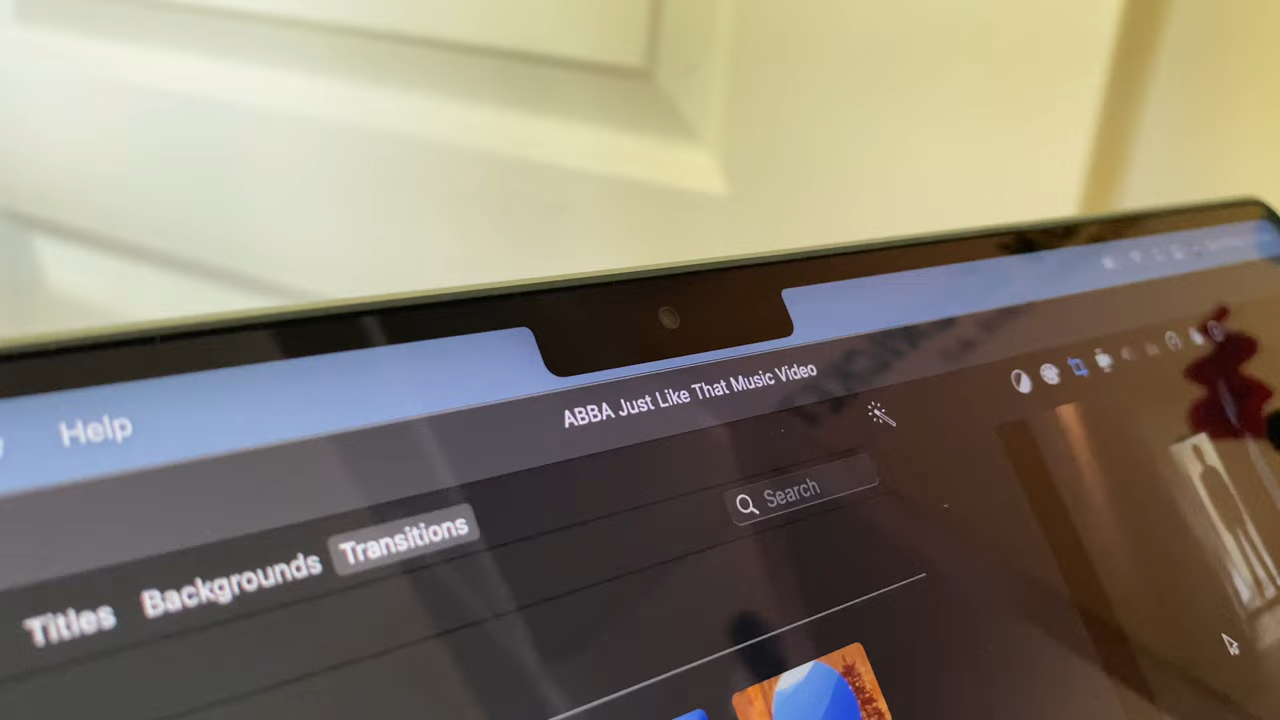 Help
ABBA Just Like That Music Video
Search
Titles Backgrounds Transitions